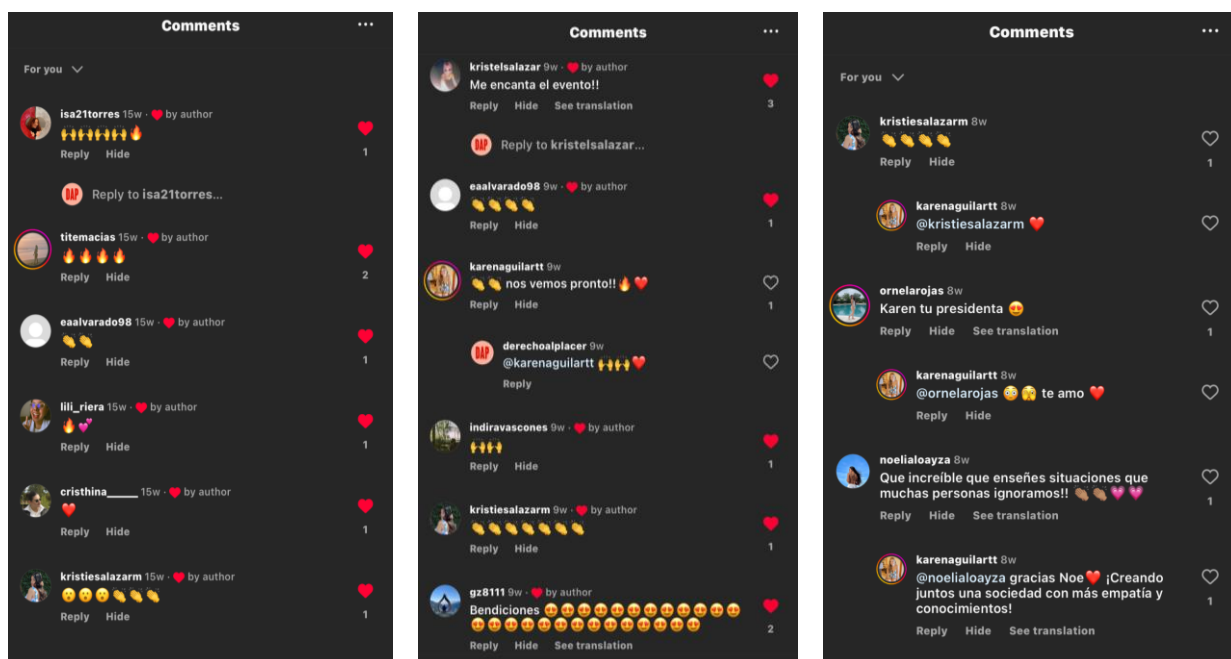 Comments
For you
isa21torres 15w · ❤️ by author
🙌🙌🙌🙌🔥
Reply Hide
1
DAP
Reply to isa21torres...
titemacias 15w · ❤️ by author
🔥🔥🔥🔥
Reply Hide
2
eaalvarado98 15w · ❤️ by author
👏👏
Reply Hide
1
lili_riera 15w · ❤️ by author
🔥💕
Reply Hide
1
cristhina_____ 15w · ❤️ by author
❤️
Reply Hide
1
kristiesalazarm 15w · ❤️ by author
😮😮😮👏👏👏
Reply Hide
1
Comments
kristelsalazar 9w · ❤️ by author
Me encanta el evento!!
Reply Hide See translation
3
DAP
Reply to kristelsalazar...
eaalvarado98 9w · ❤️ by author
👏👏👏👏
Reply Hide
1
karenaguilartt 9w
👏👏 nos vemos pronto!!🔥❤️
Reply Hide
1
DAP
derechoalplacer 9w
@karenaguilartt 🙌🙌❤️
Reply
indiravascones 9w · ❤️ by author
🙌🙌
Reply Hide
1
kristiesalazarm 9w · ❤️ by author
👏👏👏👏👏👏👏
Reply Hide
1
gz8111 9w · ❤️ by author
Bendiciones 😍😍😍😍😍😍😍😍😍😍😍😍
😍😍😍😍😍😍😍😍😍😍😍😍😍😍
Reply Hide See translation
2
Comments
For you
kristiesalazarm 8w
👏👏👏👏
Reply Hide
1
karenaguilartt 8w
@kristiesalazarm ❤️
Reply Hide
ornelarojas 8w
Karen tu presidenta 😍
Reply Hide See translation
1
karenaguilartt 8w
@ornelarojas 😳🫣 te amo ❤️
Reply Hide
noelialoayza 8w
Que increíble que enseñes situaciones que
muchas personas ignoramos!! 👏🏽👏🏽💗💗
Reply Hide See translation
1
karenaguilartt 8w
@noelialoayza gracias Noe❤️ ¡Creando
juntos una sociedad con más empatía y
conocimientos!
Reply Hide See translation
1